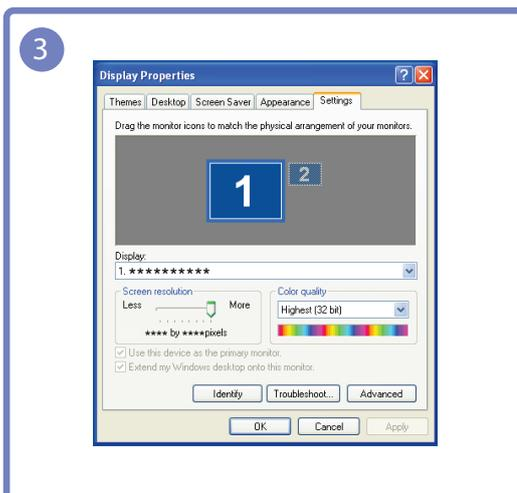 3
Display Properties
Themes Desktop Screen Saver Appearance Settings
Drag the monitor icons to match the physical arrangement of your monitors.
1 2
Display:
1. **********
Screen resolution
Less More
**** by ****pixels
Color quality
Highest (32 bit)
Use this device as the primary monitor.
Extend my Windows desktop onto this monitor.
Identify Troubleshoot... Advanced
OK Cancel Apply